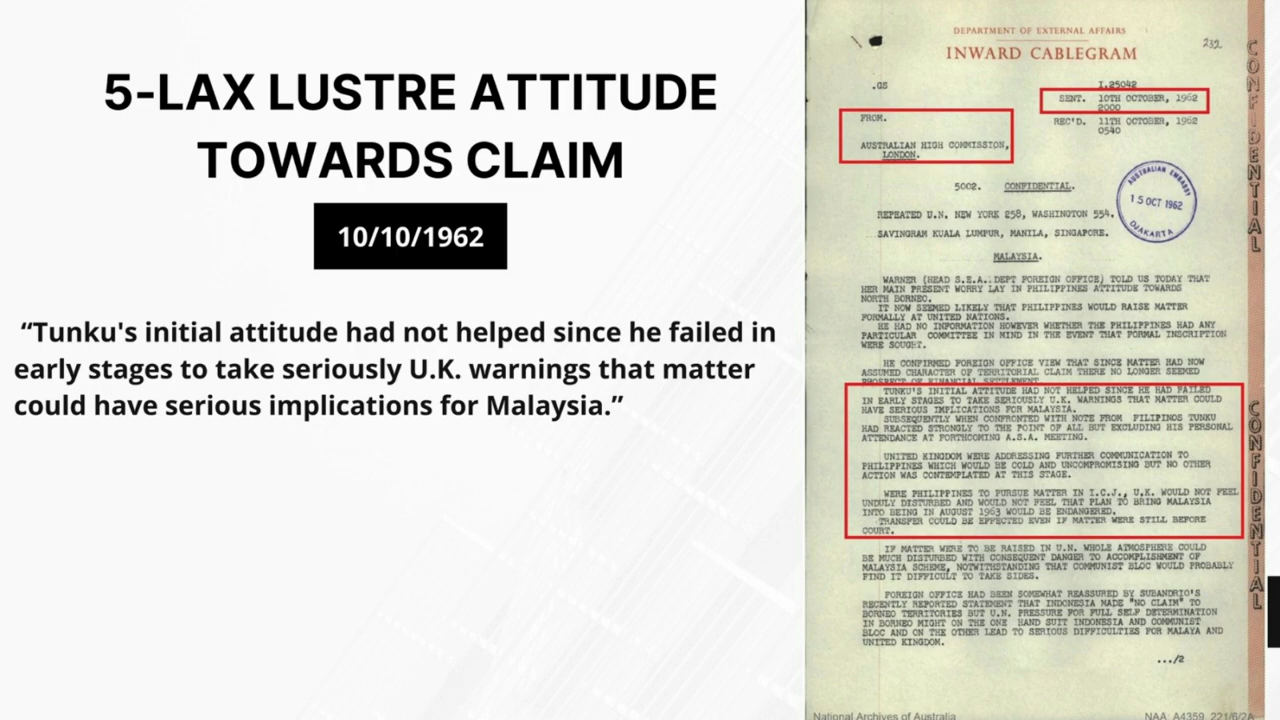 5-LAX LUSTRE ATTITUDE
TOWARDS CLAIM
10/10/1962
“Tunku's initial attitude had not helped since he failed in
early stages to take seriously U.K. warnings that matter
could have serious implications for Malaysia.”
DEPARTMENT OF EXTERNAL AFFAIRS
INWARD CABLEGRAM
232
.GS
I.25042
SENT. 10TH OCTOBER, 1962
2000
FROM.
REC'D. 11TH OCTOBER, 1962
0540
AUSTRALIAN HIGH COMMISSION,
LONDON.
5002. CONFIDENTIAL.
AUSTRALIAN EMBASSY
15 OCT 1962
DJAKARTA
REPEATED U.N. NEW YORK 258, WASHINGTON 554.
SAVINGRAM KUALA LUMPUR, MANILA, SINGAPORE.
MALAYSIA.
WARNER (HEAD S.E.A. DEPT FOREIGN OFFICE) TOLD US TODAY THAT
HER MAIN PRESENT WORRY LAY IN PHILIPPINES ATTITUDE TOWARDS
NORTH BORNEO.
IT NOW SEEMED LIKELY THAT PHILIPPINES WOULD RAISE MATTER
FORMALLY AT UNITED NATIONS.
HE HAD NO INFORMATION HOWEVER WHETHER THE PHILIPPINES HAD ANY
PARTICULAR COMMITTEE IN MIND IN THE EVENT THAT FORMAL INSCRIPTION
WERE SOUGHT.
HE CONFIRMED FOREIGN OFFICE VIEW THAT SINCE MATTER HAD NOW
ASSUMED CHARACTER OF TERRITORIAL CLAIM THERE NO LONGER SEEMED
PROSPECT OF FINANCIAL SETTLEMENT
TUNKU'S INITIAL ATTITUDE HAD NOT HELPED SINCE HE HAD FAILED
IN EARLY STAGES TO TAKE SERIOUSLY U.K. WARNINGS THAT MATTER COULD
HAVE SERIOUS IMPLICATIONS FOR MALAYSIA.
SUBSEQUENTLY WHEN CONFRONTED WITH NOTE FROM FILIPINOS TUNKU
HAD REACTED STRONGLY TO THE POINT OF ALL BUT EXCLUDING HIS PERSONAL
ATTENDANCE AT FORTHCOMING A.S.A. MEETING.
UNITED KINGDOM WERE ADDRESSING FURTHER COMMUNICATION TO
PHILIPPINES WHICH WOULD BE COLD AND UNCOMPROMISING BUT NO OTHER
ACTION WAS CONTEMPLATED AT THIS STAGE.
WERE PHILIPPINES TO PURSUE MATTER IN I.C.J., U.K. WOULD NOT FEEL
UNDULY DISTURBED AND WOULD NOT FEEL THAT PLAN TO BRING MALAYSIA
INTO BEING IN AUGUST 1963 WOULD BE ENDANGERED.
TRANSFER COULD BE EFFECTED EVEN IF MATTER WERE STILL BEFORE
COURT.
IF MATTER WERE TO BE RAISED IN U.N. WHOLE ATMOSPHERE COULD
BE MUCH DISTURBED WITH CONSEQUENT DANGER TO ACCOMPLISHMENT OF
MALAYSIA SCHEME, NOTWITHSTANDING THAT COMMUNIST BLOC WOULD PROBABLY
FIND IT DIFFICULT TO TAKE SIDES.
FOREIGN OFFICE HAD BEEN SOMEWHAT REASSURED BY SUBANDRIO'S
RECENTLY REPORTED STATEMENT THAT INDONESIA MADE "NO CLAIM" TO
BORNEO TERRITORIES BUT U.N. PRESSURE FOR FULL SELF DETERMINATION
IN BORNEO MIGHT ON THE ONE HAND SUIT INDONESIA AND COMMUNIST
BLOC AND ON THE OTHER LEAD TO SERIOUS DIFFICULTIES FOR MALAYA AND
UNITED KINGDOM.
.../2
CONFIDENTIAL
CONFIDENTIAL
National Archives of Australia
NAA: A4359, 221/6/2A